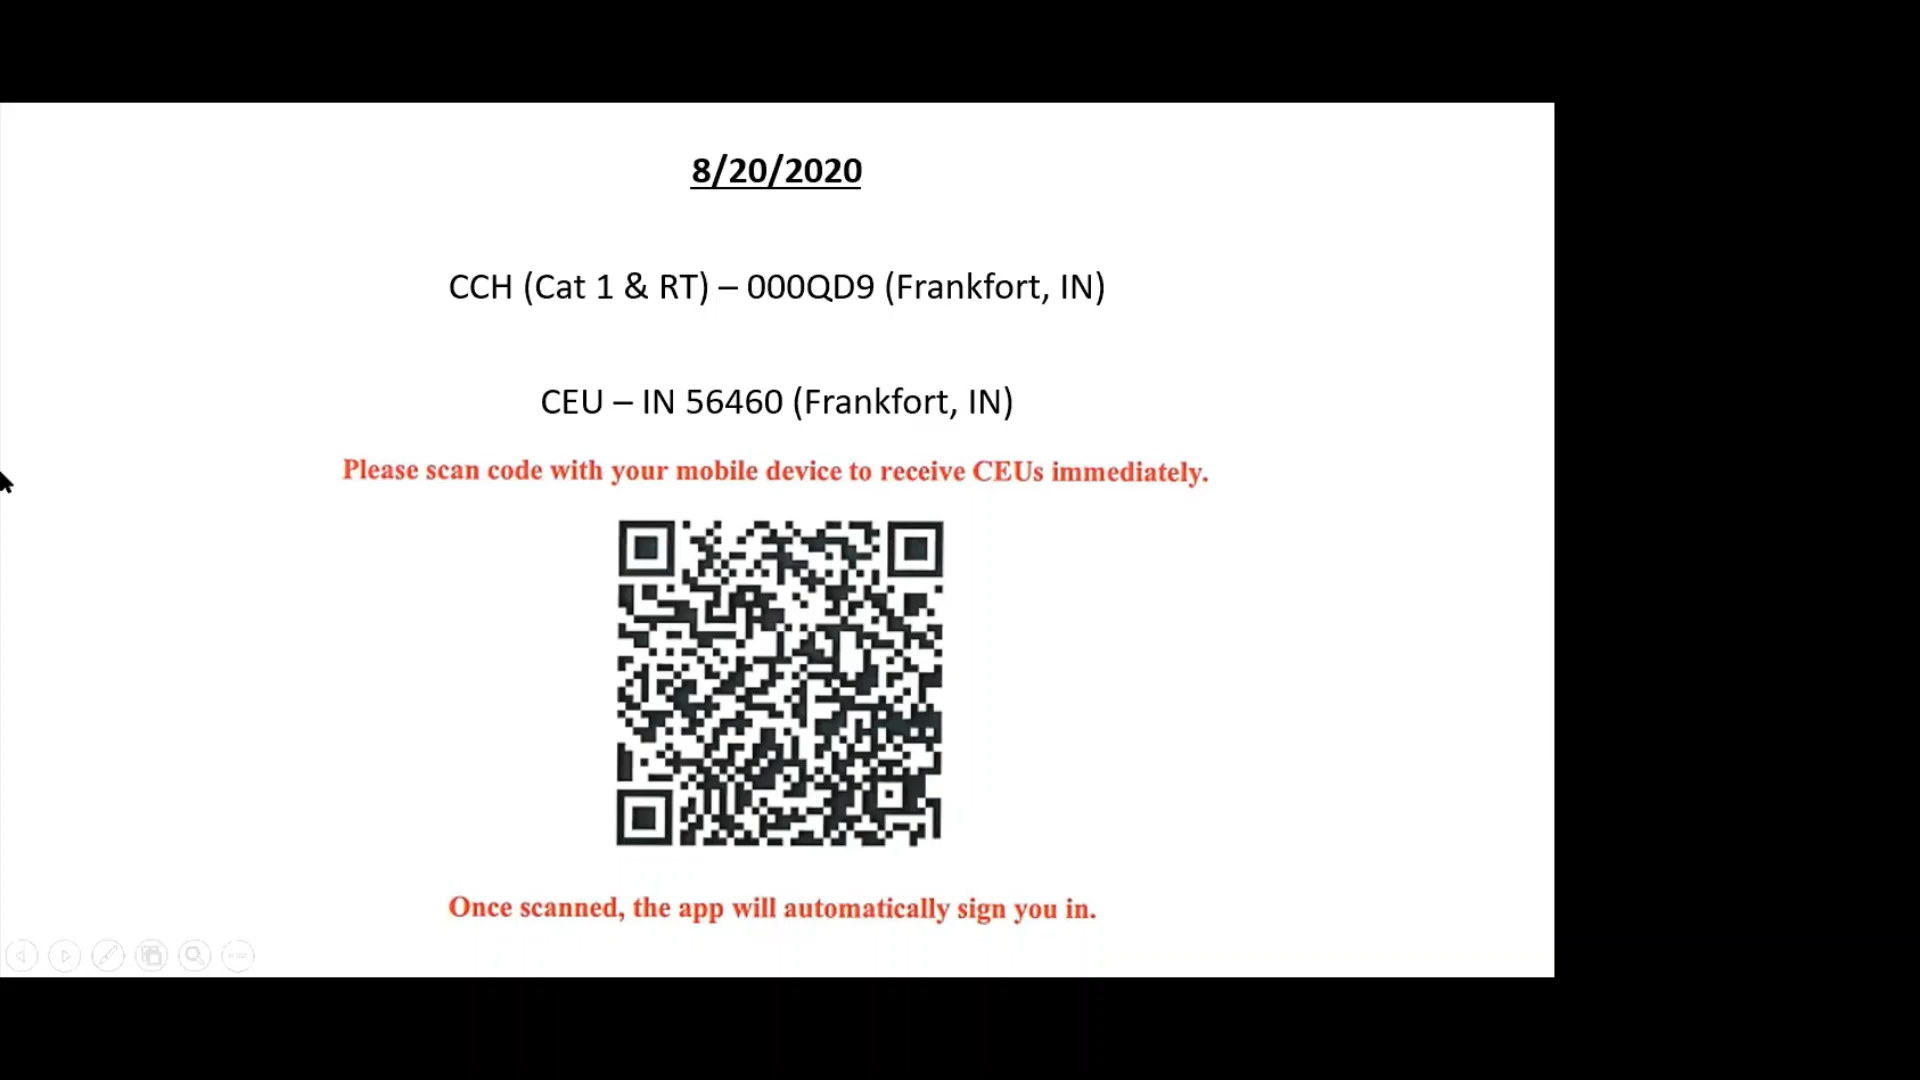 8/20/2020
CCH (Cat 1 & RT) – 000QD9 (Frankfort, IN)
CEU – IN 56460 (Frankfort, IN)
Please scan code with your mobile device to receive CEUs immediately.
Once scanned, the app will automatically sign you in.